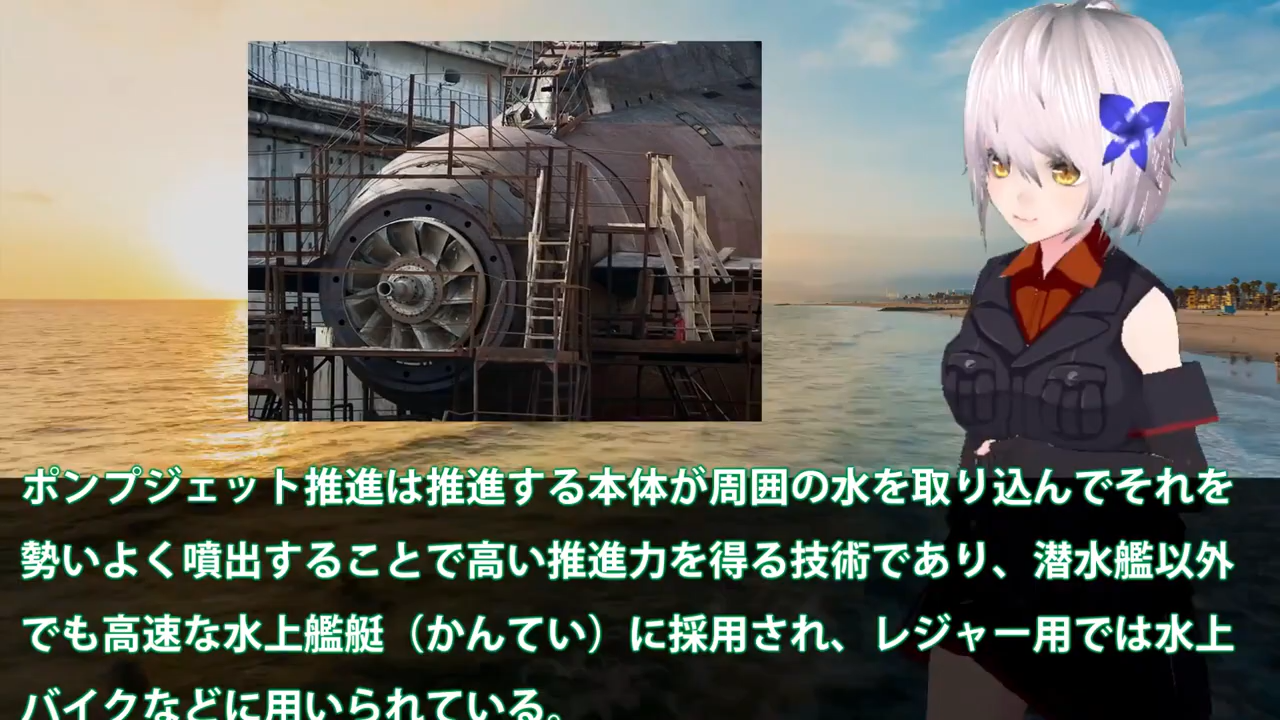 ポンプジェット推進は推進する本体が周囲の水を取り込んでそれを
勢いよく噴出することで高い推進力を得る技術であり、潜水艦以外
でも高速な水上艦艇（かんてい）に採用され、レジャー用では水上
バイクなどに用いられている。